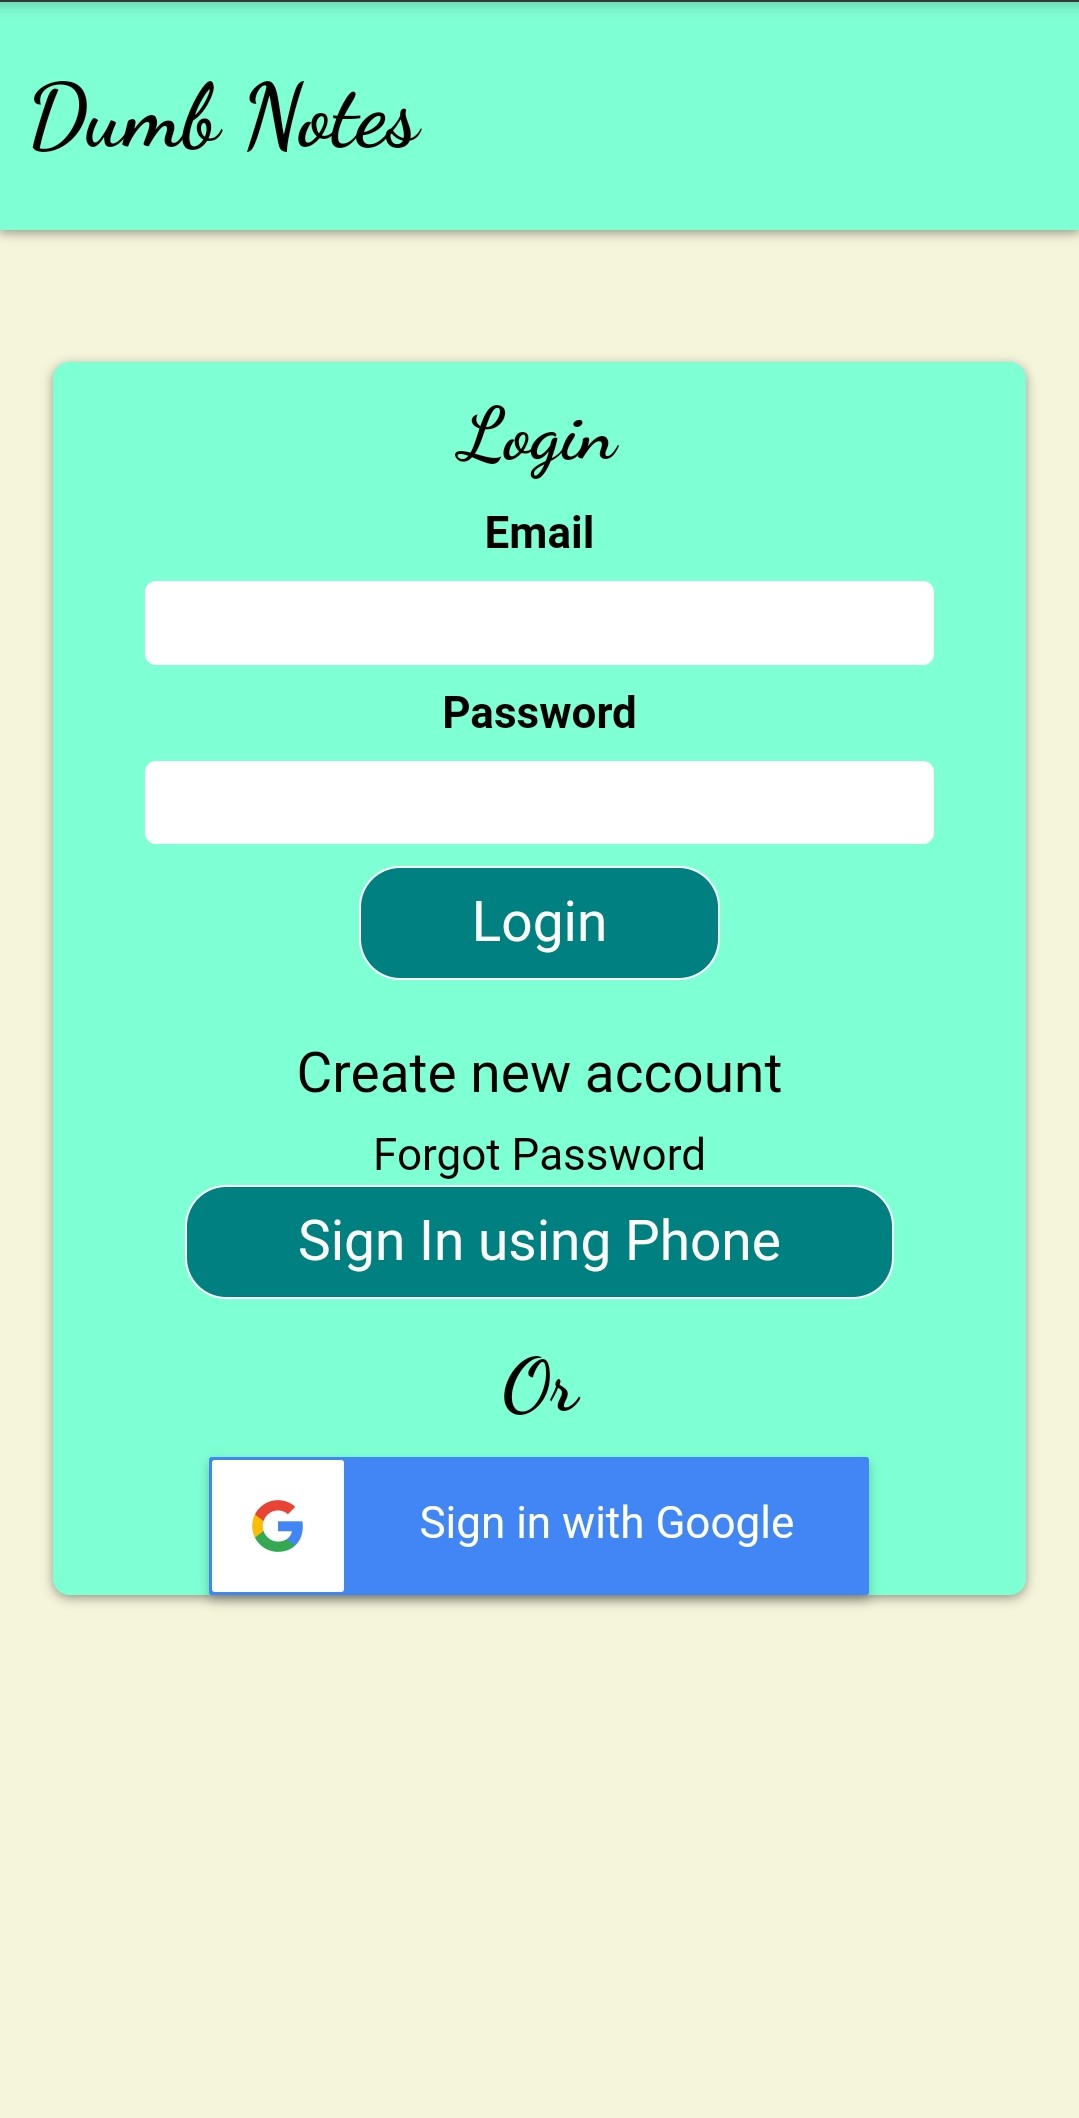 Dumb Notes
Login
Email
Password
Login
Create new account
Forgot Password
Sign In using Phone
Or
Sign in with Google